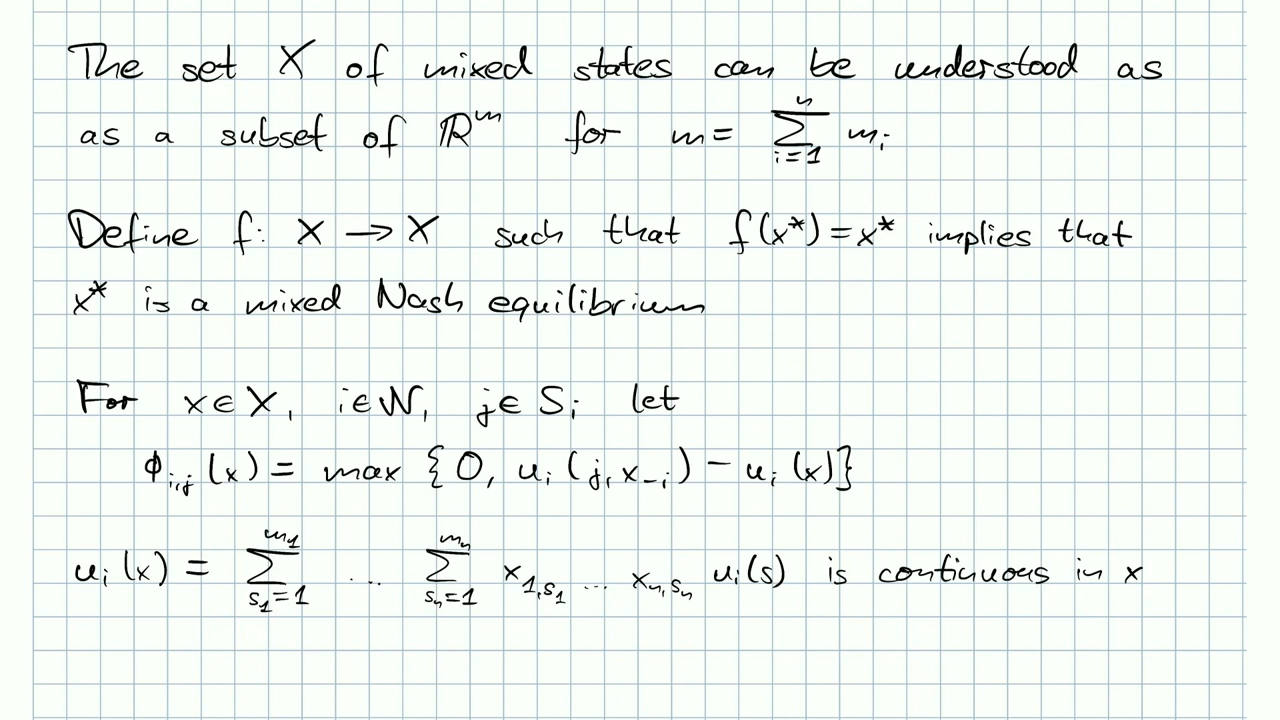 The set X of mixed states can be understood as
as a subset of ℝ^m for m = ∑_{i=1}^{n} m_i
Define f: X → X such that f(x*) = x* implies that
x* is a mixed Nash equilibrium
For x ∈ X, i ∈ N, j ∈ S_i let
ϕ_{i,j}(x) = max {0, u_i(j, x_{-i}) − u_i(x)}
u_i(x) = ∑_{s_1=1}^{m_1} ... ∑_{s_n=1}^{m_n} x_{1,s_1} ... x_{n,s_n} u_i(s) is continuous in x